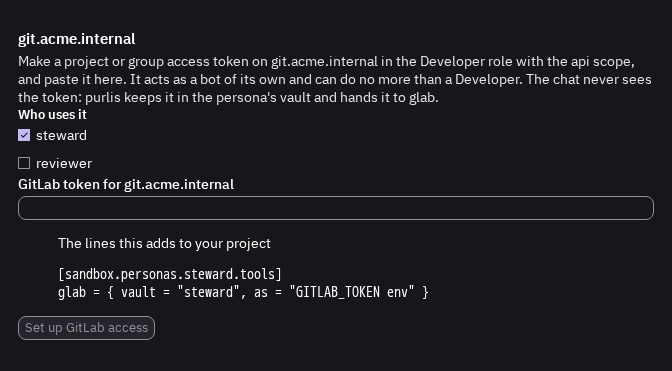 git.acme.internal
Make a project or group access token on git.acme.internal in the Developer role with the api scope,
and paste it here. It acts as a bot of its own and can do no more than a Developer. The chat never sees
the token: purlis keeps it in the persona's vault and hands it to glab.
Who uses it
steward
reviewer
GitLab token for git.acme.internal
The lines this adds to your project
[sandbox.personas.steward.tools]
glab = { vault = "steward", as = "GITLAB_TOKEN env" }
Set up GitLab access